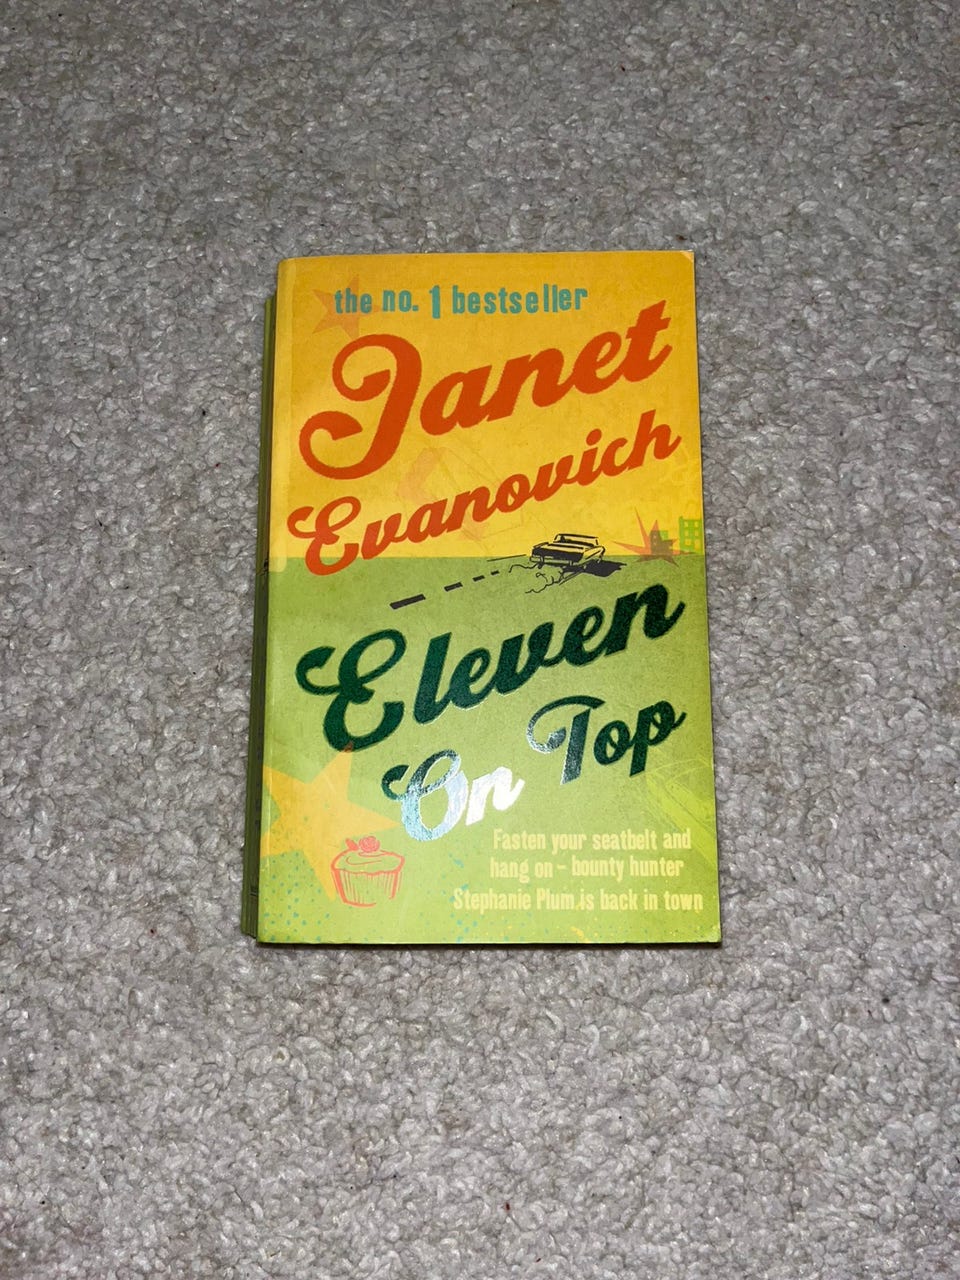 the no. 1 bestseller
Janet
Evanovich
Eleven
On Top
Fasten your seatbelt and
hang on – bounty hunter
Stephanie Plum is back in town